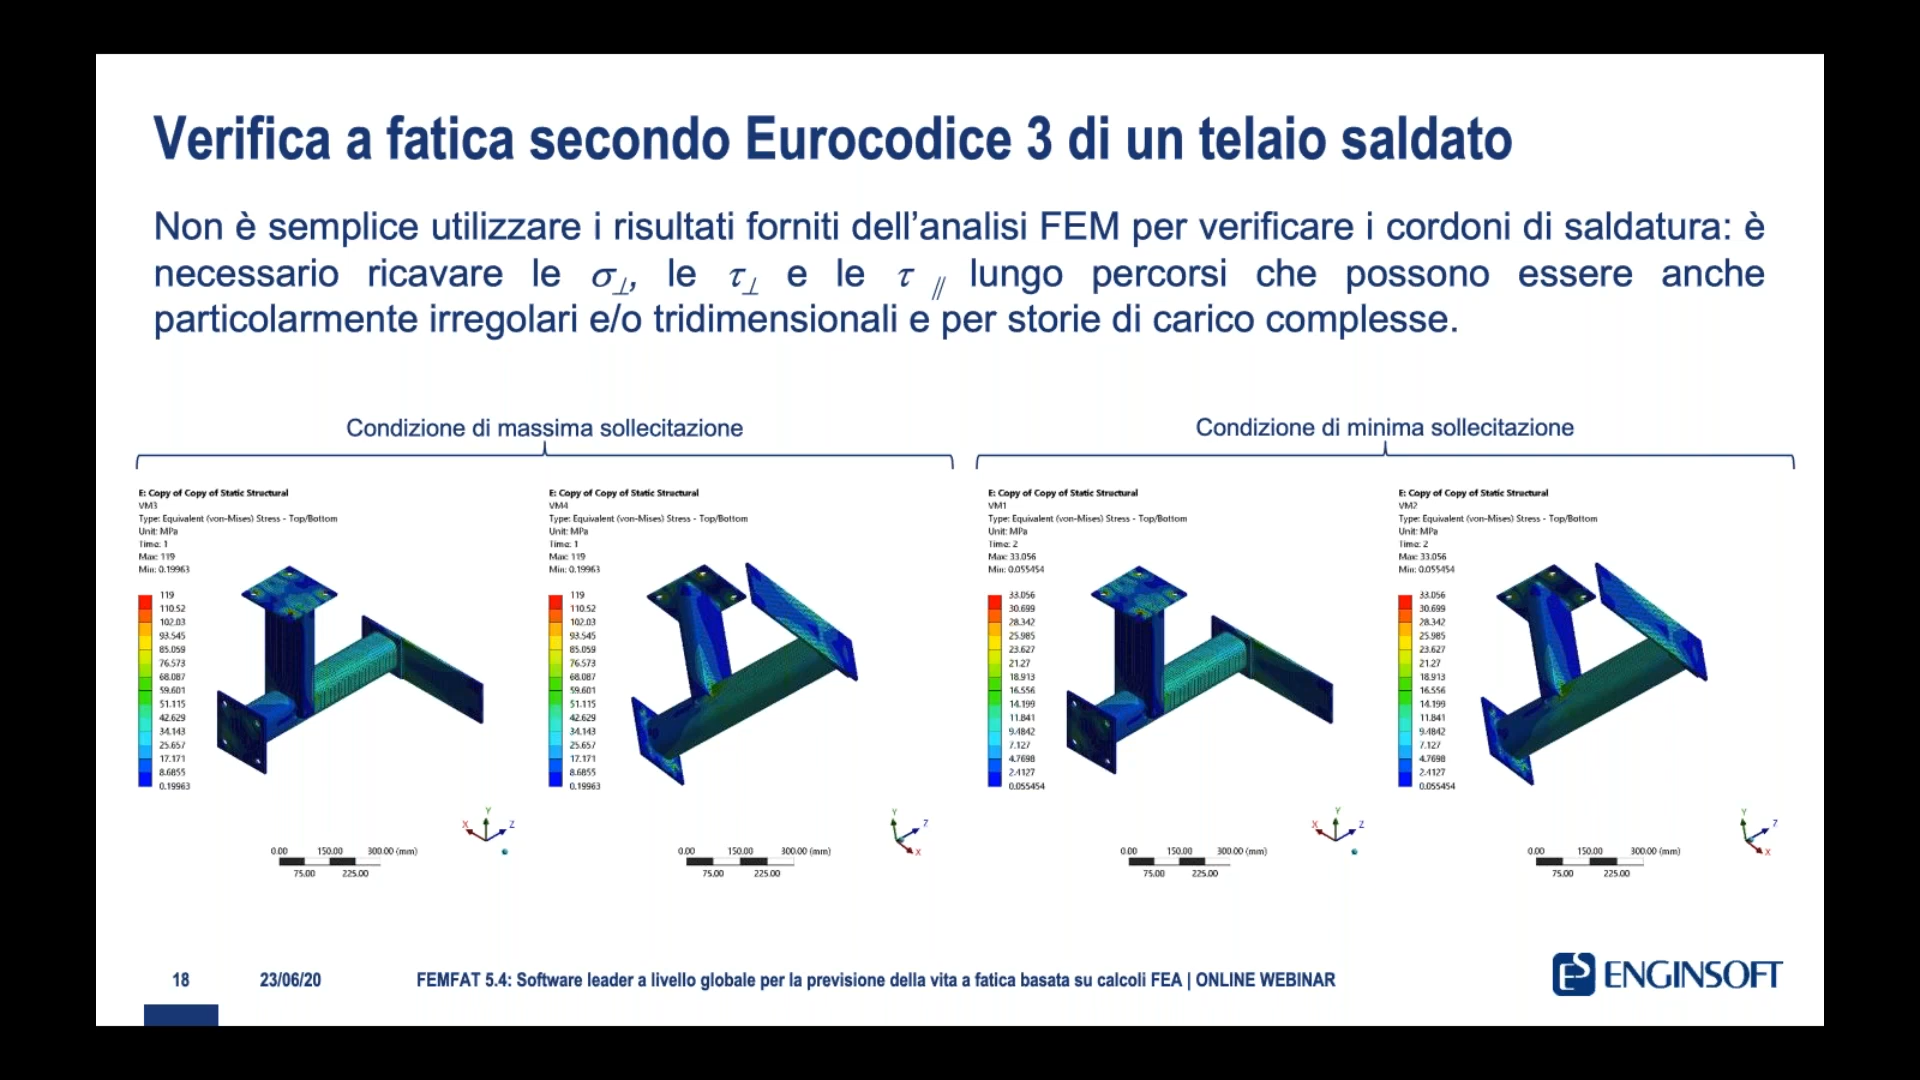 Verifica a fatica secondo Eurocodice 3 di un telaio saldato
Non è semplice utilizzare i risultati forniti dell’analisi FEM per verificare i cordoni di saldatura: è
necessario ricavare le σ⊥, le τ⊥ e le τ // lungo percorsi che possono essere anche
particolarmente irregolari e/o tridimensionali e per storie di carico complesse.
Condizione di massima sollecitazione
Condizione di minima sollecitazione
E: Copy of Copy of Static Structural
VM3
Type: Equivalent (von-Mises) Stress - Top/Bottom
Unit: MPa
Time: 1
Max: 119
Min: 0.19963
119
110.52
102.03
93.545
85.059
76.573
68.087
59.601
51.115
42.629
34.143
25.657
17.171
8.6855
0.19963
X Y Z
0.00 150.00 300.00 (mm)
75.00 225.00
E: Copy of Copy of Static Structural
VM4
Type: Equivalent (von-Mises) Stress - Top/Bottom
Unit: MPa
Time: 1
Max: 119
Min: 0.19963
119
110.52
102.03
93.545
85.059
76.573
68.087
59.601
51.115
42.629
34.143
25.657
17.171
8.6855
0.19963
Y Z X
0.00 150.00 300.00 (mm)
75.00 225.00
E: Copy of Copy of Static Structural
VM1
Type: Equivalent (von-Mises) Stress - Top/Bottom
Unit: MPa
Time: 2
Max: 33.056
Min: 0.055454
33.056
30.699
28.342
25.985
23.627
21.27
18.913
16.556
14.199
11.841
9.4842
7.127
4.7698
2.4127
0.055454
X Y Z
0.00 150.00 300.00 (mm)
75.00 225.00
E: Copy of Copy of Static Structural
VM2
Type: Equivalent (von-Mises) Stress - Top/Bottom
Unit: MPa
Time: 2
Max: 33.056
Min: 0.055454
33.056
30.699
28.342
25.985
23.627
21.27
18.913
16.556
14.199
11.841
9.4842
7.127
4.7698
2.4127
0.055454
Y Z X
0.00 150.00 300.00 (mm)
75.00 225.00
18 23/06/20 FEMFAT 5.4: Software leader a livello globale per la previsione della vita a fatica basata su calcoli FEA | ONLINE WEBINAR
ES ENGINSOFT